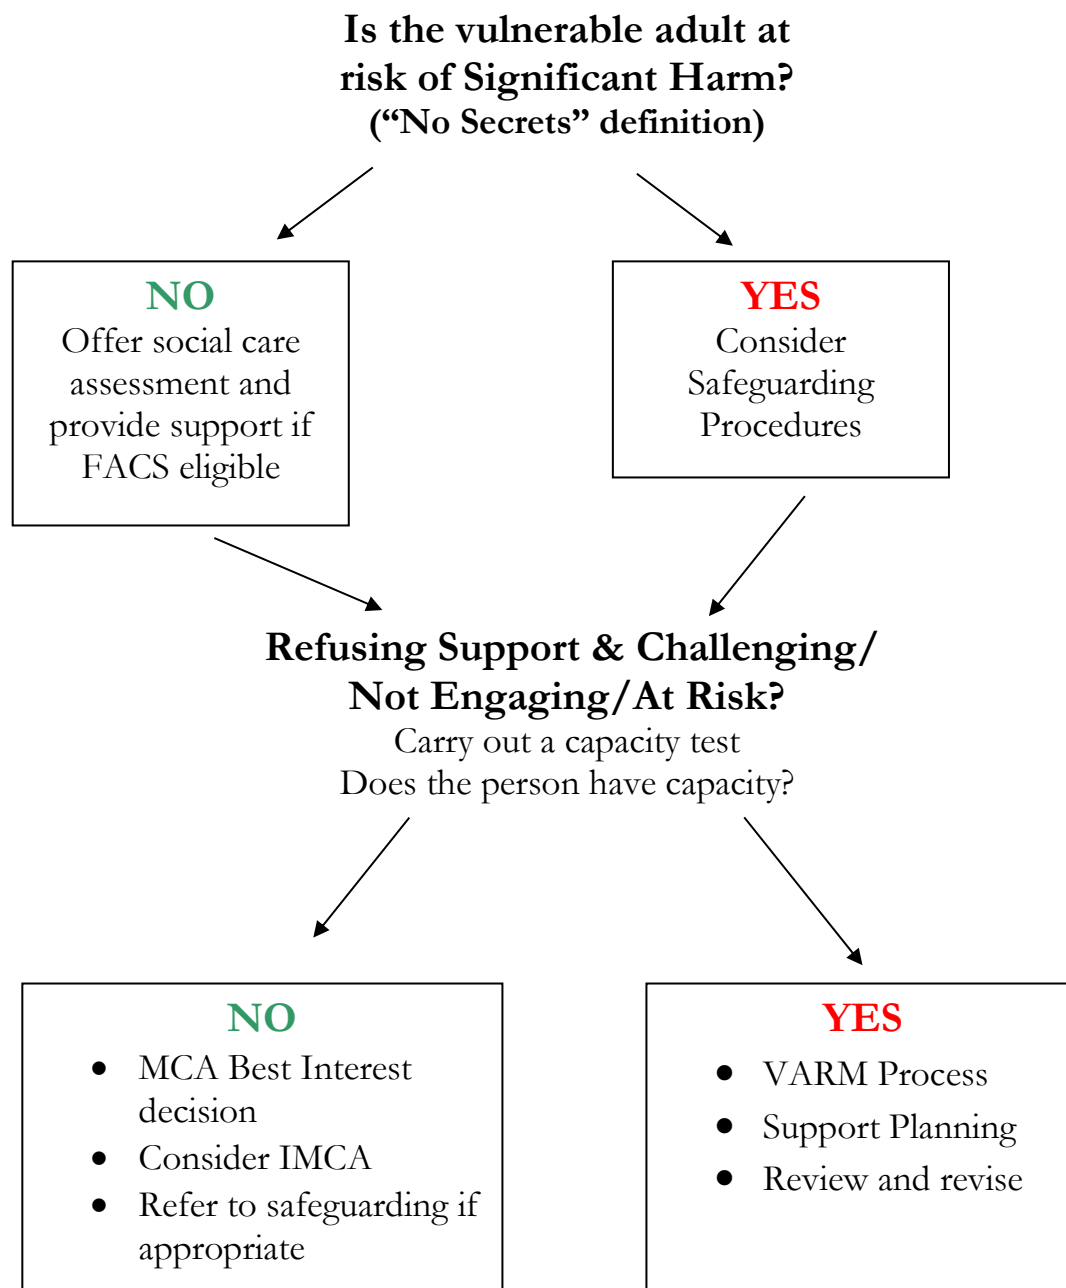 Is the vulnerable adult at
risk of Significant Harm?
(“No Secrets” definition)
NO
Offer social care
assessment and
provide support if
FACS eligible
YES
Consider
Safeguarding
Procedures
Refusing Support & Challenging/
Not Engaging/At Risk?
Carry out a capacity test
Does the person have capacity?
NO
• MCA Best Interest
decision
• Consider IMCA
• Refer to safeguarding if
appropriate
YES
• VARM Process
• Support Planning
• Review and revise